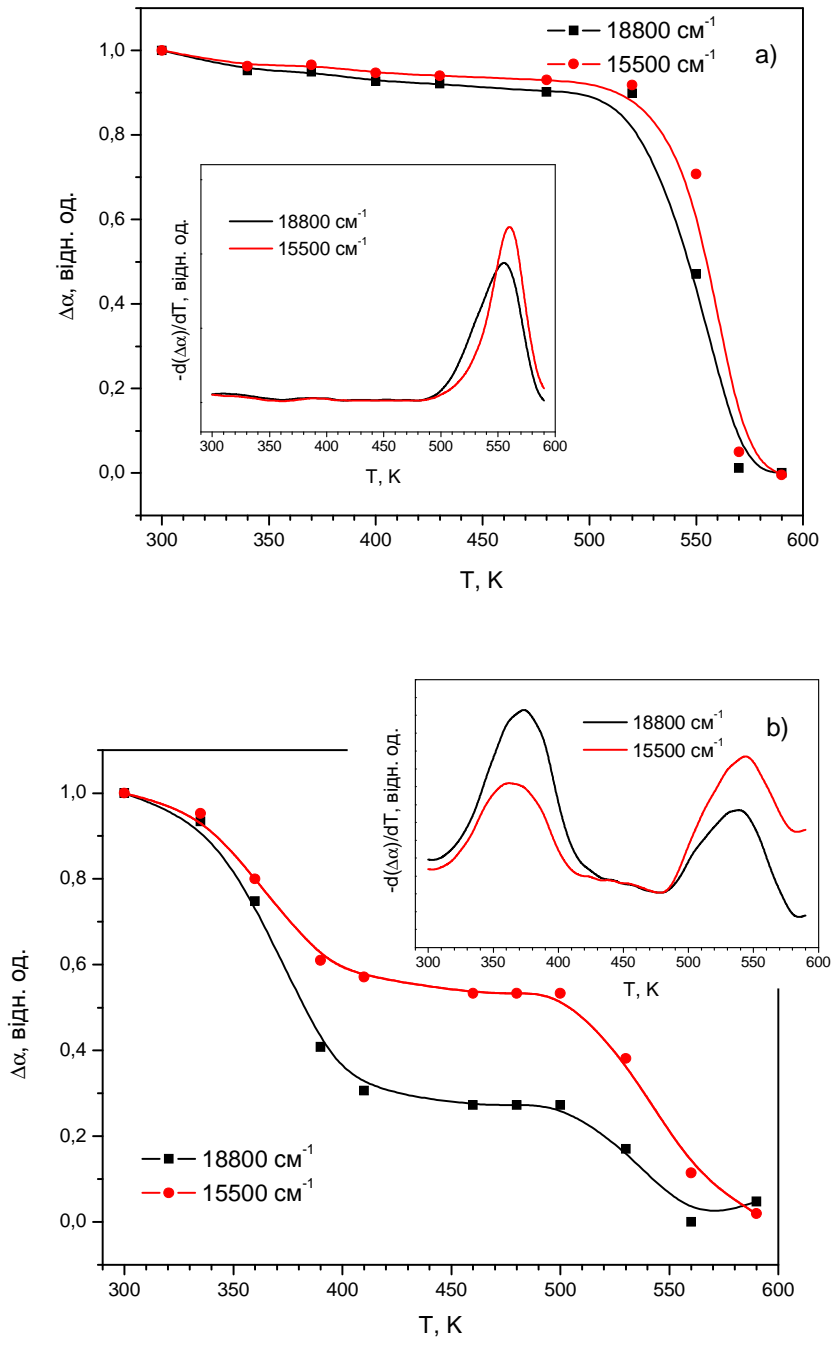 18800 см⁻¹
15500 см⁻¹
a)
1,0
0,8
0,6
0,4
0,2
0,0
Δα, відн. од.
300 350 400 450 500 550 600
T, K
18800 см⁻¹
15500 см⁻¹
-d(Δα)/dT, відн. од.
300 350 400 450 500 550 600
T, K
18800 см⁻¹
15500 см⁻¹
b)
-d(Δα)/dT, відн. од.
300 350 400 450 500 550 600
T, K
1,0
0,8
0,6
0,4
0,2
0,0
Δα, відн. од.
18800 см⁻¹
15500 см⁻¹
300 350 400 450 500 550 600
T, K